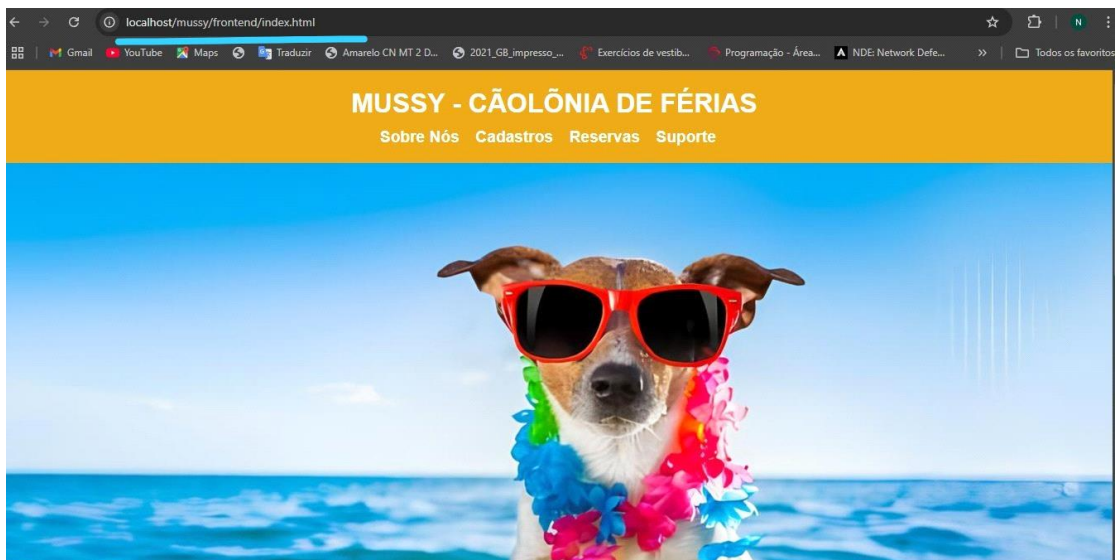 localhost/mussy/frontend/index.html
N
Gmail YouTube Maps Traduzir Amarelo CN MT 2 D... 2021_GB_impresso_... Exercícios de vestib... Programação - Área... NDE: Network Defe... » Todos os favoritos
MUSSY - CÃOLÕNIA DE FÉRIAS
Sobre Nós Cadastros Reservas Suporte